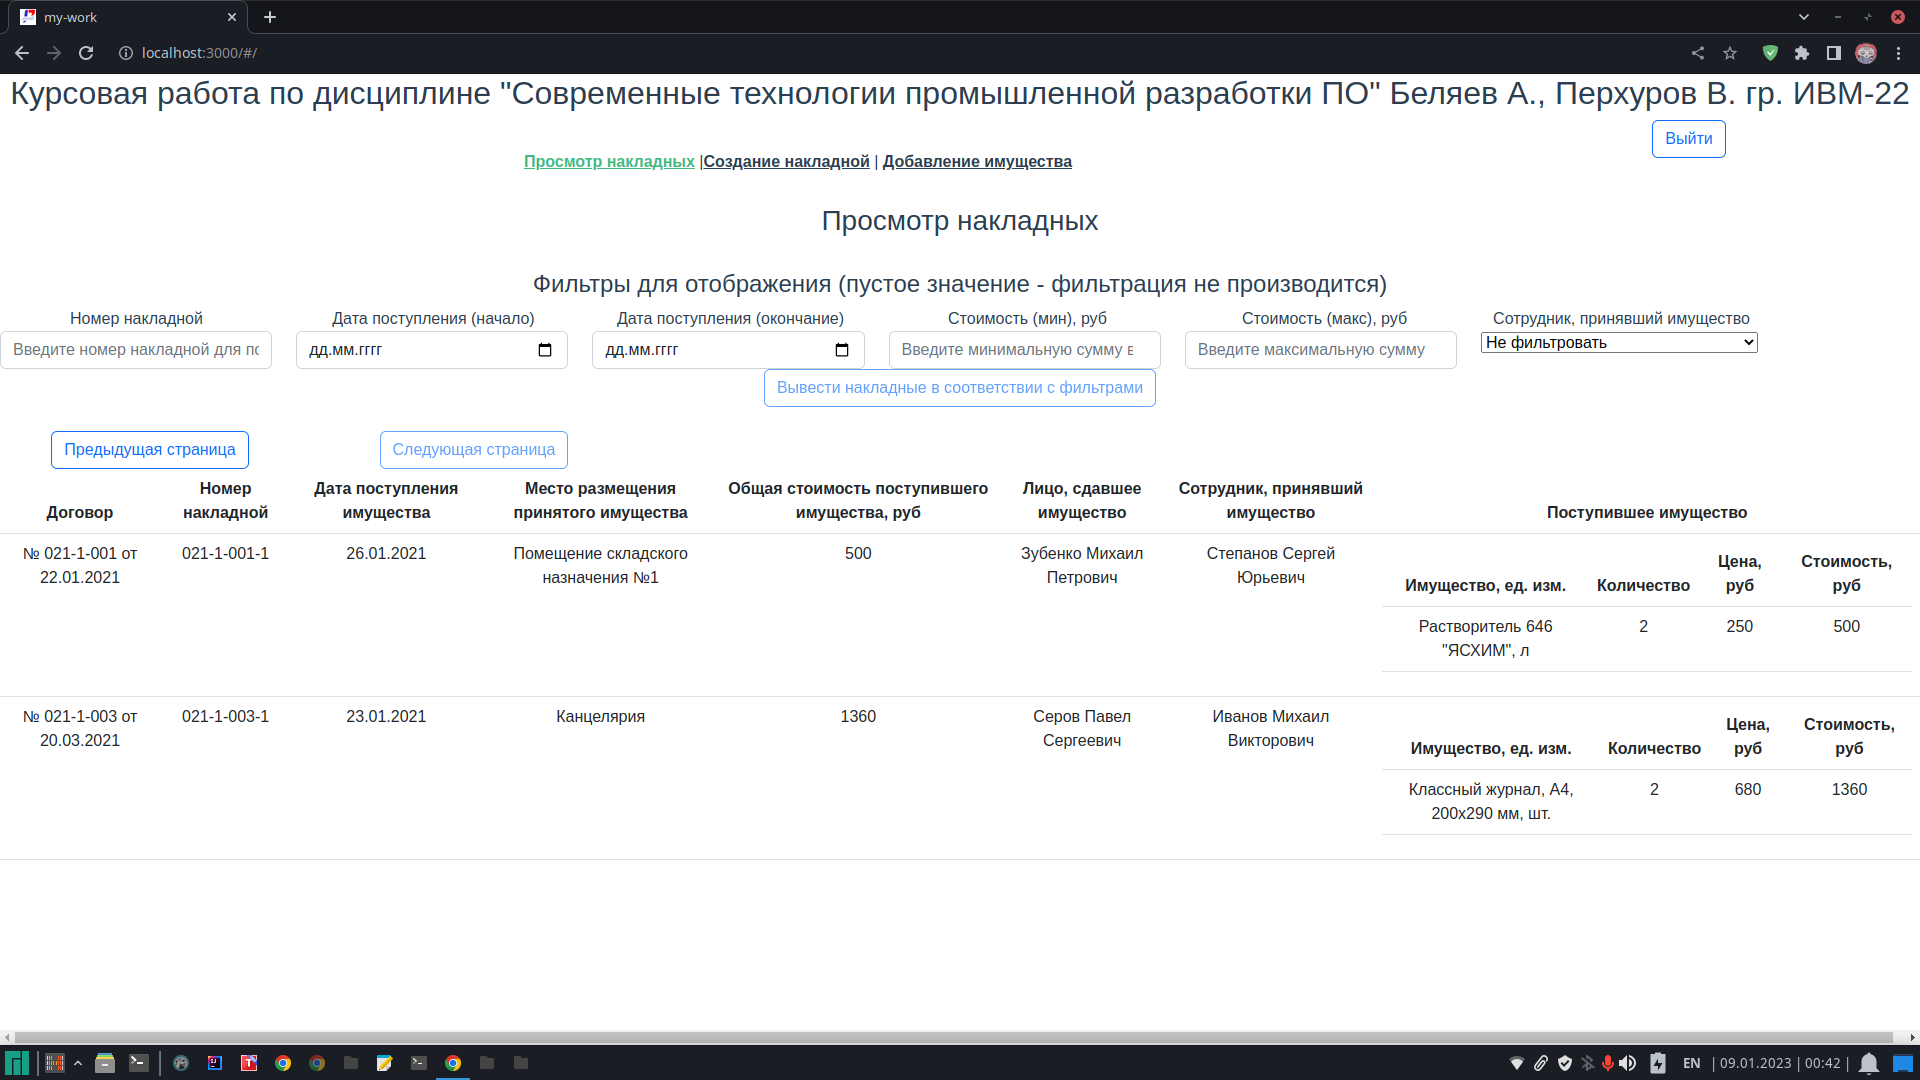 my-work
localhost:3000/#/
Курсовая работа по дисциплине "Современные технологии промышленной разработки ПО" Беляев А., Перхуров В. гр. ИВМ-22
Выйти
Просмотр накладных |Создание накладной | Добавление имущества
Просмотр накладных
Фильтры для отображения (пустое значение - фильтрация не производится)
Номер накладной Дата поступления (начало) Дата поступления (окончание) Стоимость (мин), руб Стоимость (макс), руб Сотрудник, принявший имущество
Введите номер накладной для по дд.мм.гггг дд.мм.гггг Введите минимальную сумму в Введите максимальную сумму Не фильтровать
Вывести накладные в соответствии с фильтрами
Предыдущая страница Следующая страница
Договор Номер накладной Дата поступления имущества Место размещения принятого имущества Общая стоимость поступившего имущества, руб Лицо, сдавшее имущество Сотрудник, принявший имущество Поступившее имущество
№ 021-1-001 от 22.01.2021 021-1-001-1 26.01.2021 Помещение складского назначения №1 500 Зубенко Михаил Петрович Степанов Сергей Юрьевич
Имущество, ед. изм. Количество Цена, руб Стоимость, руб
Растворитель 646 "ЯСХИМ", л 2 250 500
№ 021-1-003 от 20.03.2021 021-1-003-1 23.01.2021 Канцелярия 1360 Серов Павел Сергеевич Иванов Михаил Викторович
Имущество, ед. изм. Количество Цена, руб Стоимость, руб
Классный журнал, А4, 200х290 мм, шт. 2 680 1360
EN | 09.01.2023 | 00:42 |